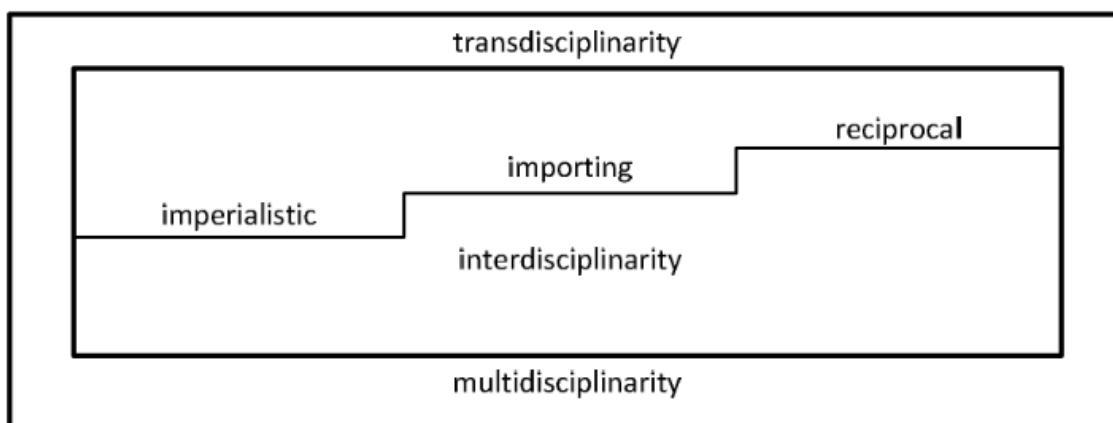 transdisciplinarity
reciprocal
importing
imperialistic
interdisciplinarity
multidisciplinarity